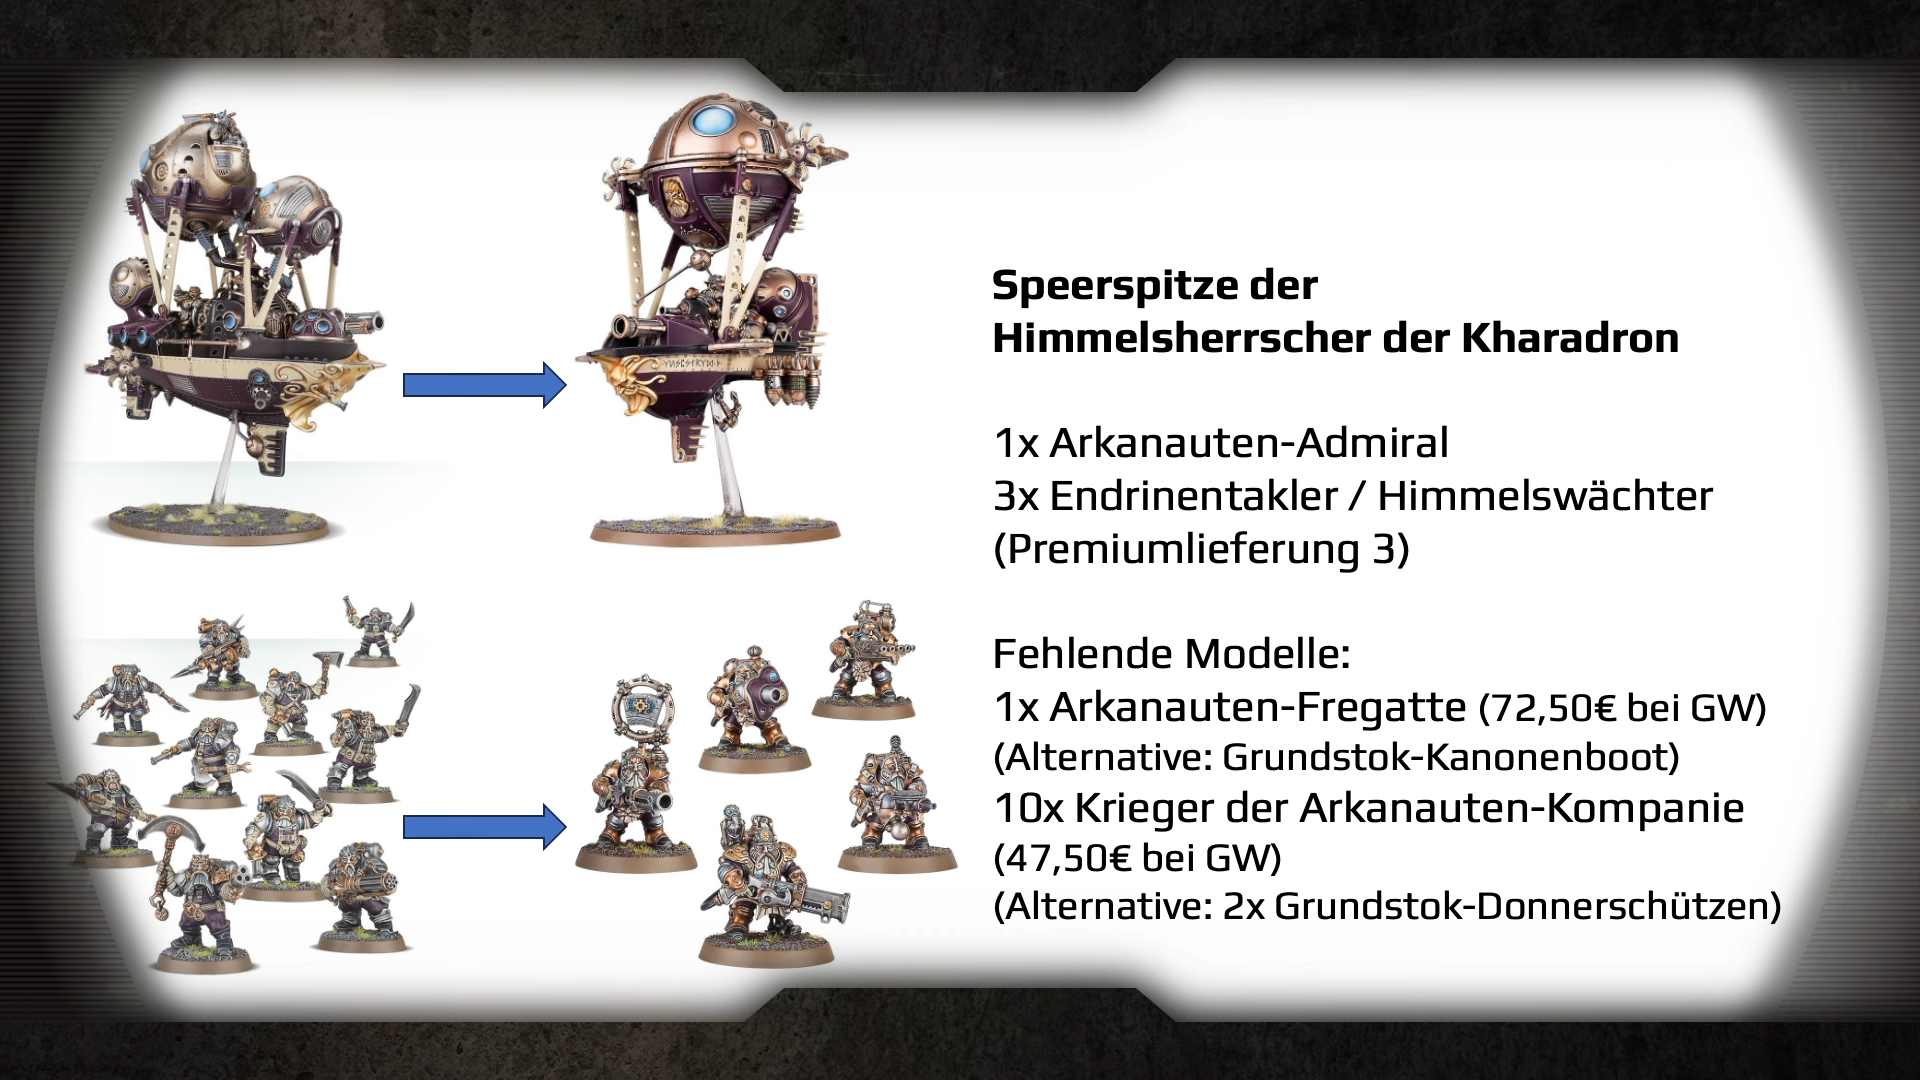 Speerspitze der
Himmelsherrscher der Kharadron
1x Arkanauten-Admiral
3x Endrinentakler / Himmelswächter
(Premiumlieferung 3)
Fehlende Modelle:
1x Arkanauten-Fregatte (72,50€ bei GW)
(Alternative: Grundstok-Kanonenboot)
10x Krieger der Arkanauten-Kompanie
(47,50€ bei GW)
(Alternative: 2x Grundstok-Donnerschützen)